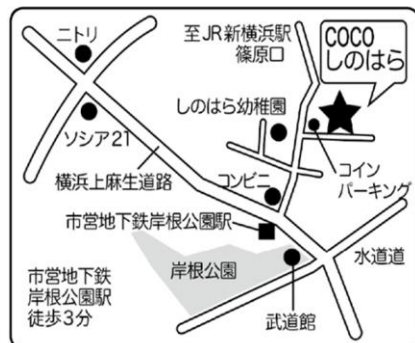 ニトリ
至JR新横浜駅
篠原口
COCO
しのはら
しのはら幼稚園
ソシア21
横浜上麻生道路
コンビニ
コイン
パーキング
市営地下鉄岸根公園駅
岸根公園
水道道
市営地下鉄
岸根公園駅
徒歩3分
武道館